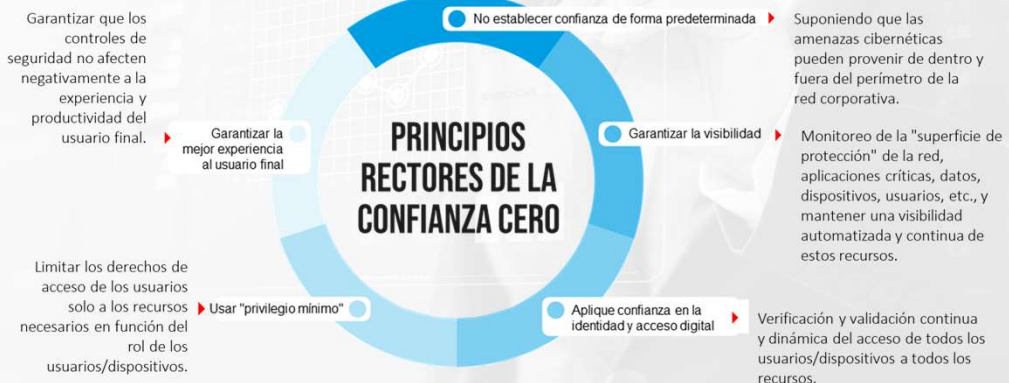 PRINCIPIOS
RECTORES DE LA
CONFIANZA CERO
No establecer confianza de forma predeterminada
Suponiendo que las
amenazas cibernéticas
pueden provenir de dentro y
fuera del perímetro de la
red corporativa.
Garantizar la visibilidad
Monitoreo de la "superficie de
protección" de la red,
aplicaciones críticas, datos,
dispositivos, usuarios, etc., y
mantener una visibilidad
automatizada y continua de
estos recursos.
Aplique confianza en la
identidad y acceso digital
Verificación y validación continua
y dinámica del acceso de todos los
usuarios/dispositivos a todos los
recursos.
Usar "privilegio mínimo"
Limitar los derechos de
acceso de los usuarios
solo a los recursos
necesarios en función del
rol de los
usuarios/dispositivos.
Garantizar la
mejor experiencia
al usuario final
Garantizar que los
controles de
seguridad no afecten
negativamente a la
experiencia y
productividad del
usuario final.